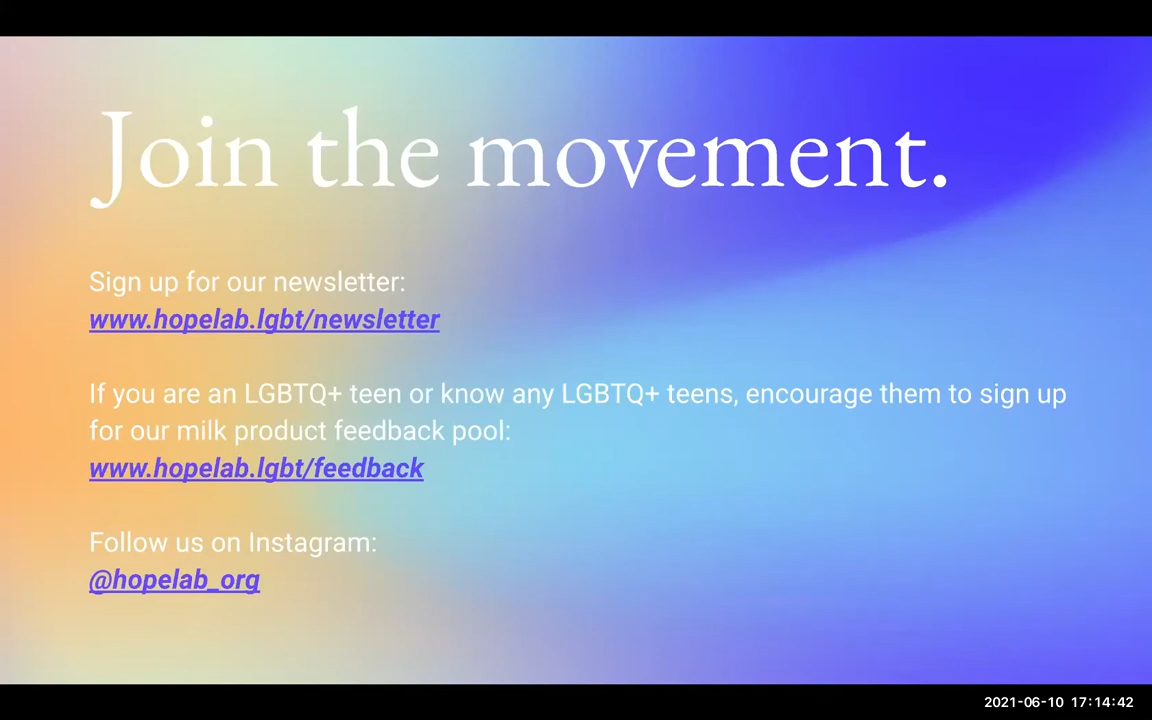 Join the movement.
Sign up for our newsletter:
www.hopelab.lgbt/newsletter
If you are an LGBTQ+ teen or know any LGBTQ+ teens, encourage them to sign up
for our milk product feedback pool:
www.hopelab.lgbt/feedback
Follow us on Instagram:
@hopelab_org
2021-06-10 17:14:42